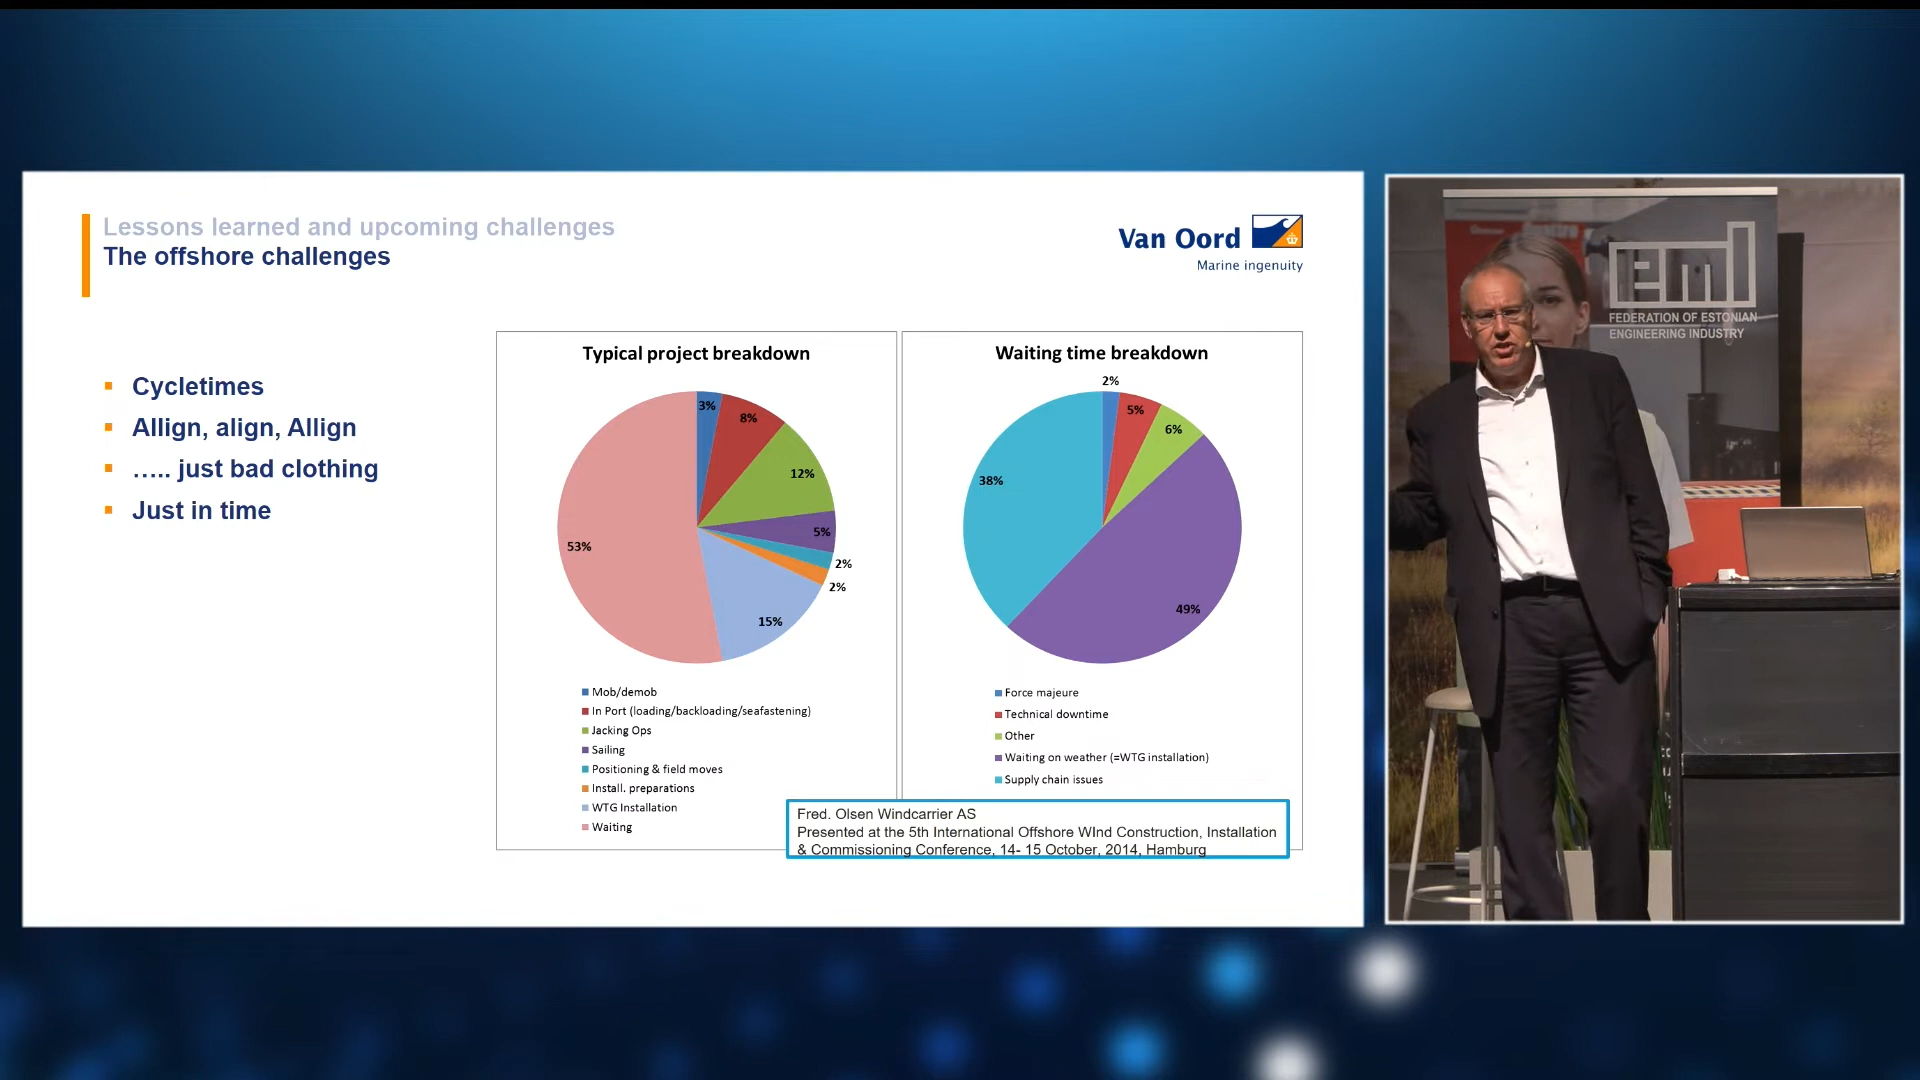 Lessons learned and upcoming challenges
The offshore challenges
Van Oord
Marine ingenuity
Cycletimes
Allign, align, Allign
….. just bad clothing
Just in time
Typical project breakdown
3%
8%
12%
5%
2%
2%
15%
53%
Mob/demob
In Port (loading/backloading/seafastening)
Jacking Ops
Sailing
Positioning & field moves
Install. preparations
WTG Installation
Waiting
Waiting time breakdown
2%
5%
6%
49%
38%
Force majeure
Technical downtime
Other
Waiting on weather (=WTG installation)
Supply chain issues
Fred. Olsen Windcarrier AS
Presented at the 5th International Offshore WInd Construction, Installation
& Commissioning Conference, 14- 15 October, 2014, Hamburg
eml
FEDERATION OF ESTONIAN
ENGINEERING INDUSTRY